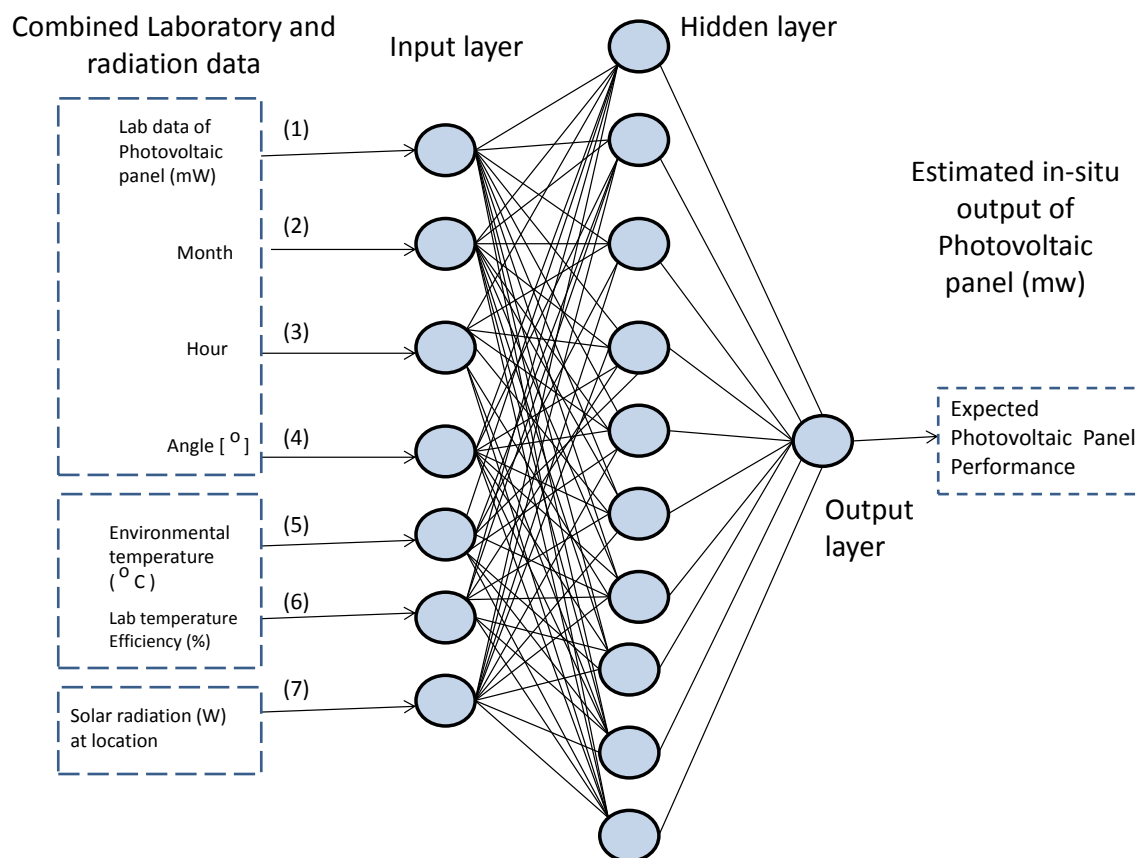 Combined Laboratory and
radiation data
Input layer
Hidden layer
Lab data of
Photovoltaic
panel (mW)
(1)
Month
(2)
Hour
(3)
Angle [ o ]
(4)
Environmental
temperature
( o C )
(5)
Lab temperature
Efficiency (%)
(6)
Solar radiation (W)
at location
(7)
Estimated in-situ
output of
Photovoltaic
panel (mw)
Output
layer
Expected
Photovoltaic Panel
Performance